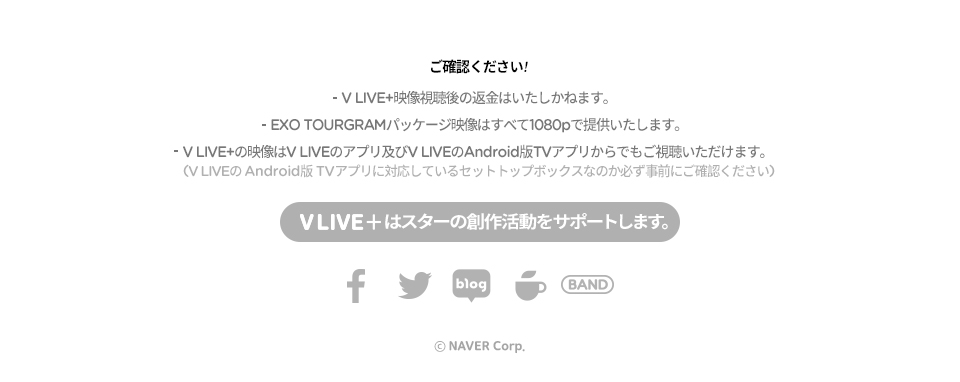 ご確認ください!
- V LIVE+映像視聴後の返金はいたしかねます。
- EXO TOURGRAMパッケージ映像はすべて1080pで提供いたします。
- V LIVE+の映像はV LIVEのアプリ及びV LIVEのAndroid版TVアプリからでもご視聴いただけます。
（V LIVEの Android版 TVアプリに対応しているセットトップボックスなのか必ず事前にご確認ください）
V LIVE+はスターの創作活動をサポートします。
blog
BAND
ⓒ NAVER Corp.